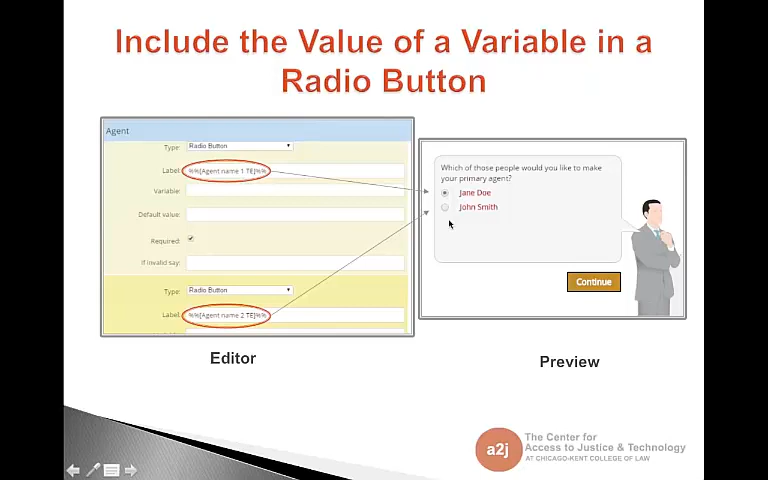 Include the Value of a Variable in a
Radio Button
Agent
Type: Radio Button
Label: %%[Agent name 1 TE]%%
Variable:
Default value:
Required:
If invalid say:
Type: Radio Button
Label: %%[Agent name 2 TE]%%
Editor
Which of those people would you like to make
your primary agent?
Jane Doe
John Smith
Continue
Preview
a2j
The Center for
Access to Justice & Technology
AT CHICAGO-KENT COLLEGE OF LAW